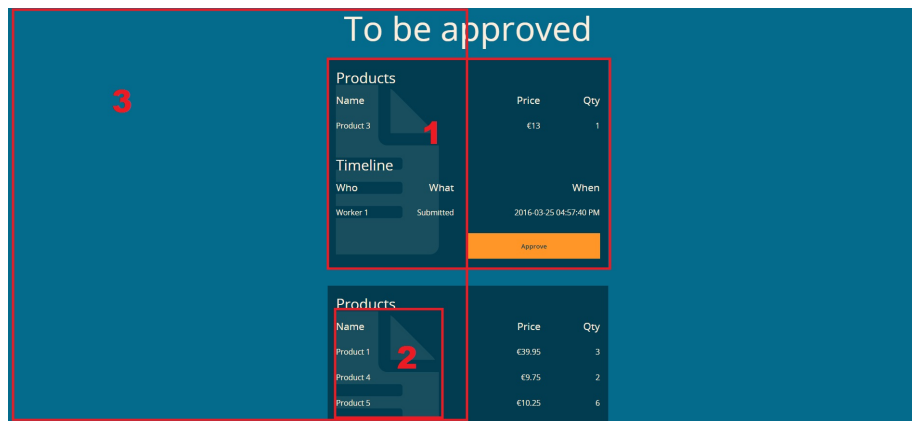 To be approved
3
Products
Name Price Qty
1
Product 3 €13 1
Timeline
Who What When
Worker 1 Submitted 2016-03-25 04:57:40 PM
Approve
Products
Name Price Qty
2
Product 1 €39.95 3
Product 4 €9.75 2
Product 5 €10.25 6